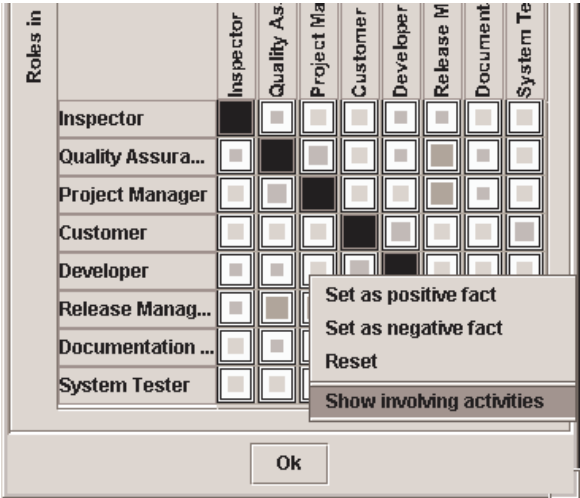 Roles in
Inspector
Quality As.
Project Ma
Customer
Developer
Release M
Document
System Te
Inspector
Quality Assura...
Project Manager
Customer
Developer
Release Manag...
Documentation ...
System Tester
Set as positive fact
Set as negative fact
Reset
Show involving activities
Ok